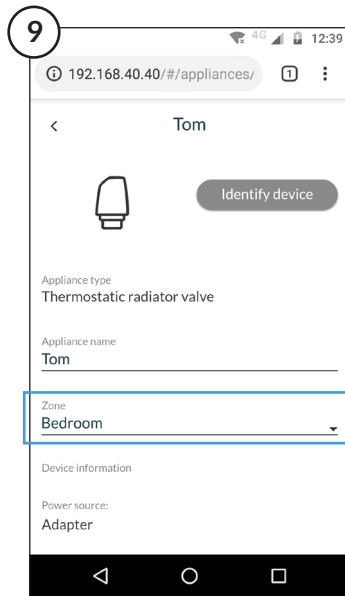 9
4G 12:39
192.168.40.40/#/appliances/ 1
Tom
Identify device
Appliance type
Thermostatic radiator valve
Appliance name
Tom
Zone
Bedroom
Device information
Power source:
Adapter